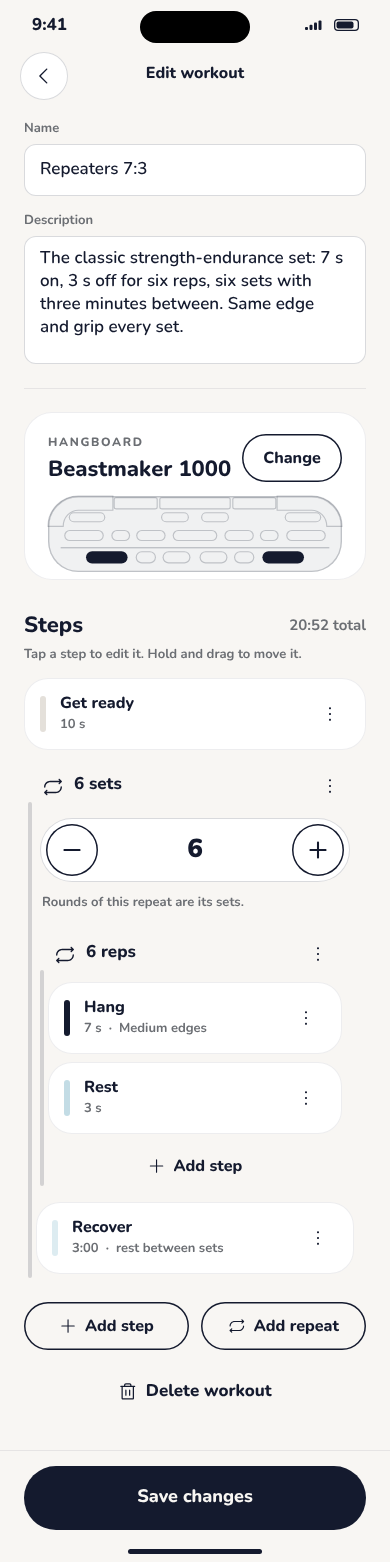 9:41
Edit workout
Name
Repeaters 7:3
Description
The classic strength-endurance set: 7 s
on, 3 s off for six reps, six sets with
three minutes between. Same edge
and grip every set.
HANGBOARD
Beastmaker 1000
Change
Steps
20:52 total
Tap a step to edit it. Hold and drag to move it.
Get ready
10 s
6 sets
6
Rounds of this repeat are its sets.
6 reps
Hang
7 s · Medium edges
Rest
3 s
Add step
Recover
3:00 · rest between sets
Add step
Add repeat
Delete workout
Save changes